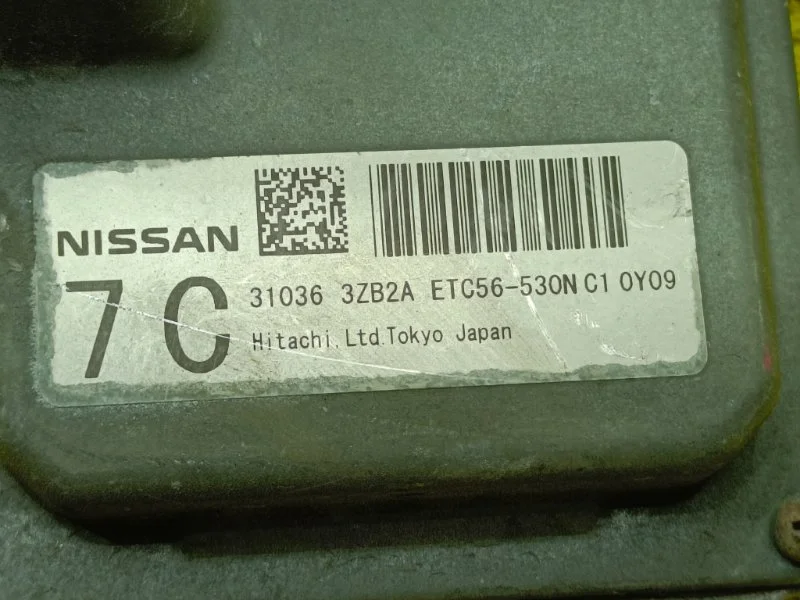 NISSAN
7C
31036 3ZB2A ETC56-530N C1 0Y09
Hitachi, Ltd. Tokyo Japan